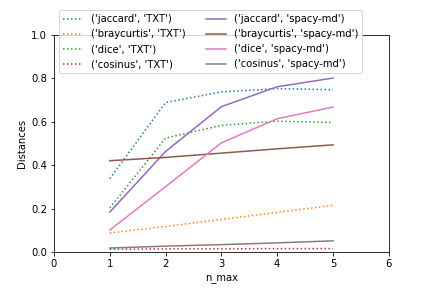 ('jaccard', 'TXT') ('jaccard', 'spacy-md')
('braycurtis', 'TXT') ('braycurtis', 'spacy-md')
('dice', 'TXT') ('dice', 'spacy-md')
('cosinus', 'TXT') ('cosinus', 'spacy-md')
1.0
0.8
0.6
0.4
0.2
0.0
Distances
0 1 2 3 4 5 6
n_max